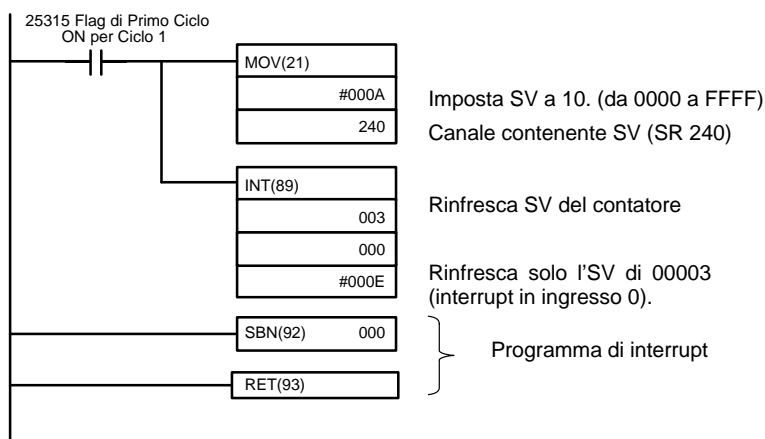 25315 Flag di Primo Ciclo
ON per Ciclo 1
MOV(21)
#000A
Imposta SV a 10. (da 0000 a FFFF)
240
Canale contenente SV (SR 240)
INT(89)
003
Rinfresca SV del contatore
000
#000E
Rinfresca solo l'SV di 00003
(interrupt in ingresso 0).
SBN(92) 000
Programma di interrupt
RET(93)